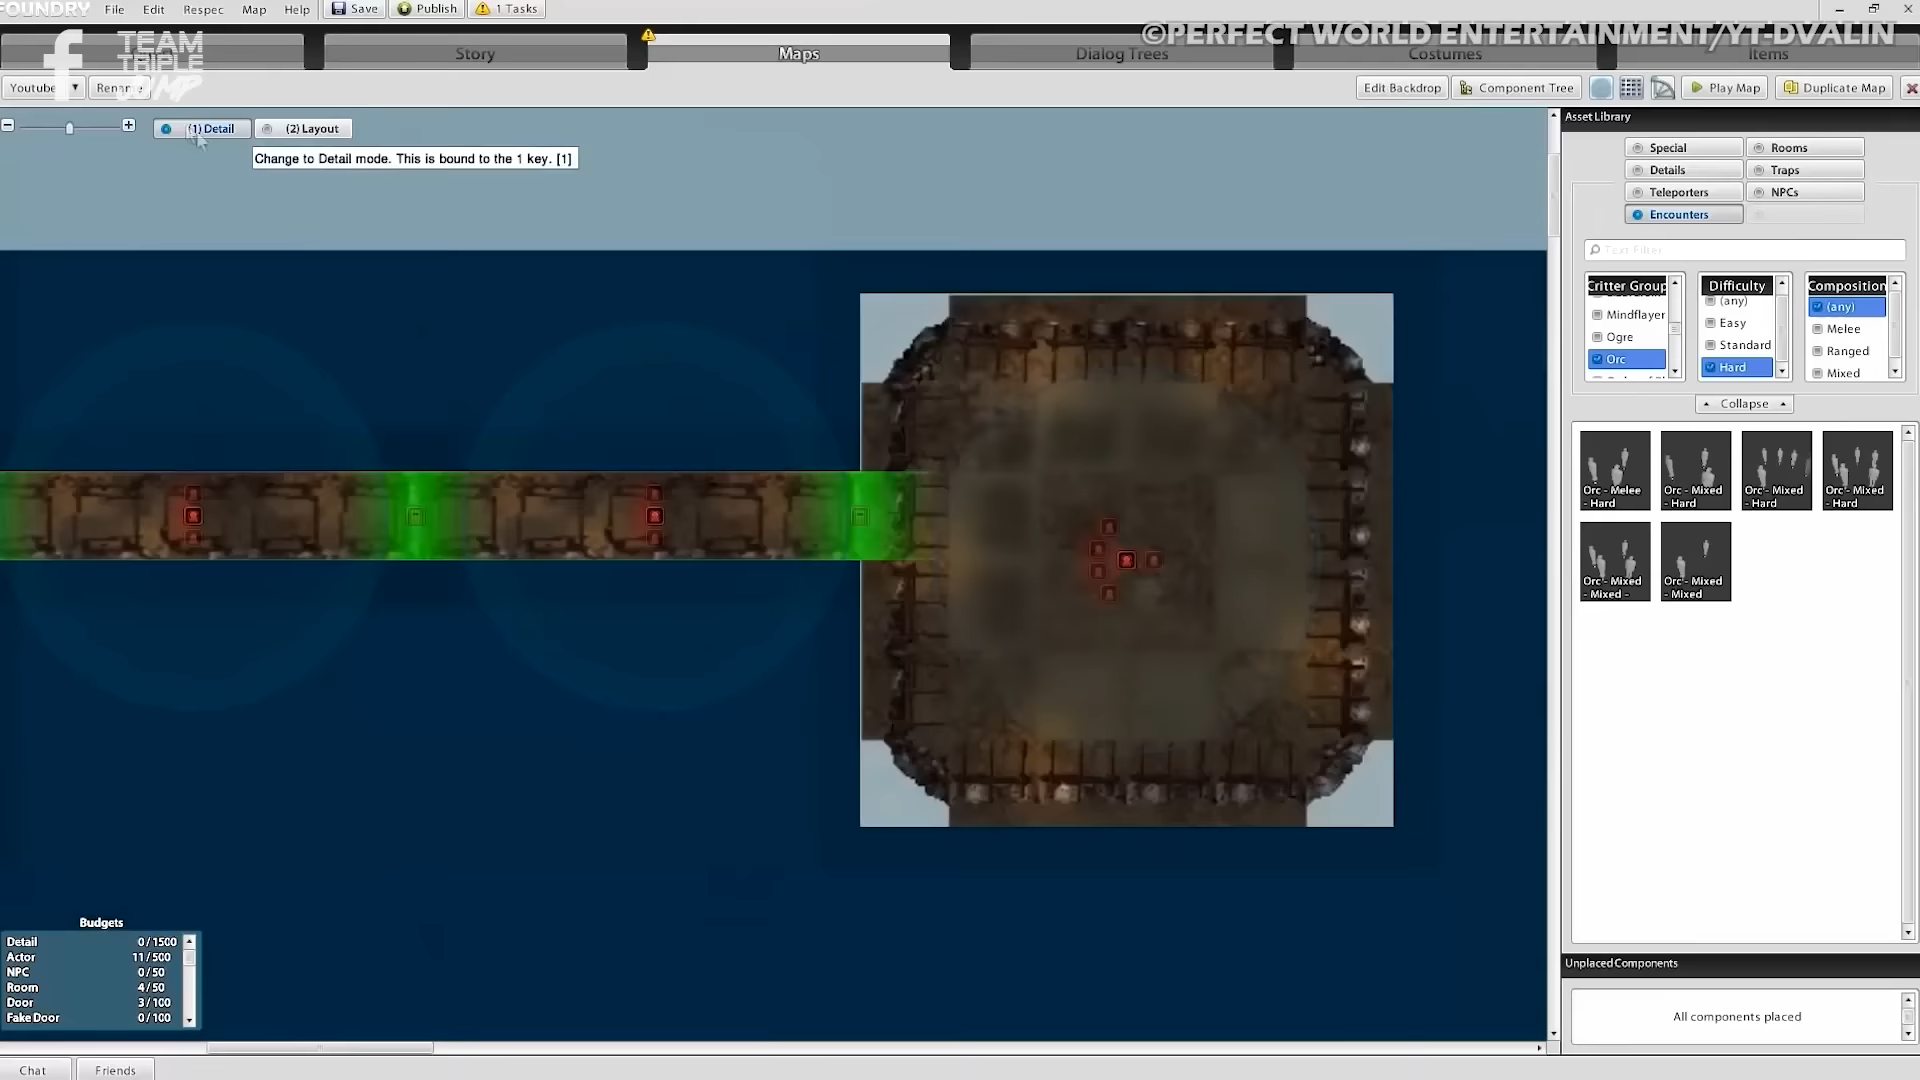 FOUNDRY File Edit Respec Map Help Save Publish 1 Tasks
©PERFECT WORLD ENTERTAINMENT/YT-DVALIN
TEAM
TRIPLE
JUMP
Story Maps Dialog Trees Costumes Items
Youtube Rename Edit Backdrop Component Tree Play Map Duplicate Map
(1) Detail (2) Layout
Change to Detail mode. This is bound to the 1 key. [1]
Asset Library
Special Rooms
Details Traps
Teleporters NPCs
Encounters
Text Filter
Critter Group
Mindflayer
Ogre
Orc
Difficulty
(any)
Easy
Standard
Hard
Composition
(any)
Melee
Ranged
Mixed
Collapse
Orc - Melee
- Hard
Orc - Mixed
- Hard
Orc - Mixed
- Hard
Orc - Mixed
- Hard
Orc - Mixed
- Mixed -
Orc - Mixed
- Mixed
Budgets
Detail 0/1500
Actor 11/500
NPC 0/50
Room 4/50
Door 3/100
Fake Door 0/100
Unplaced Components
All components placed
Chat Friends